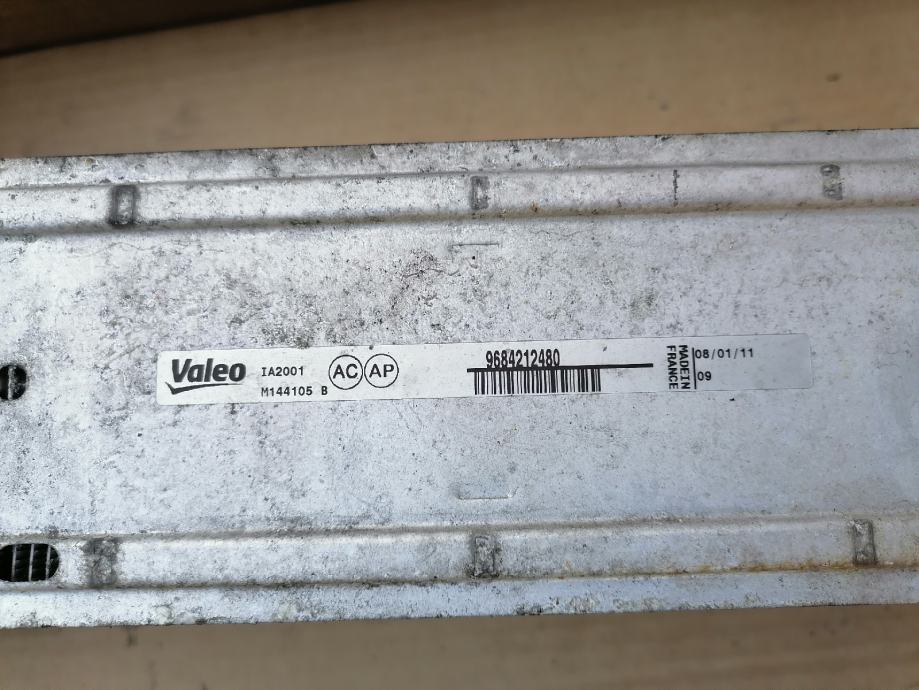 Valeo
IA2001
M144105 B
AC
AP
9684212480
MADE IN
FRANCE
08/01/11
09